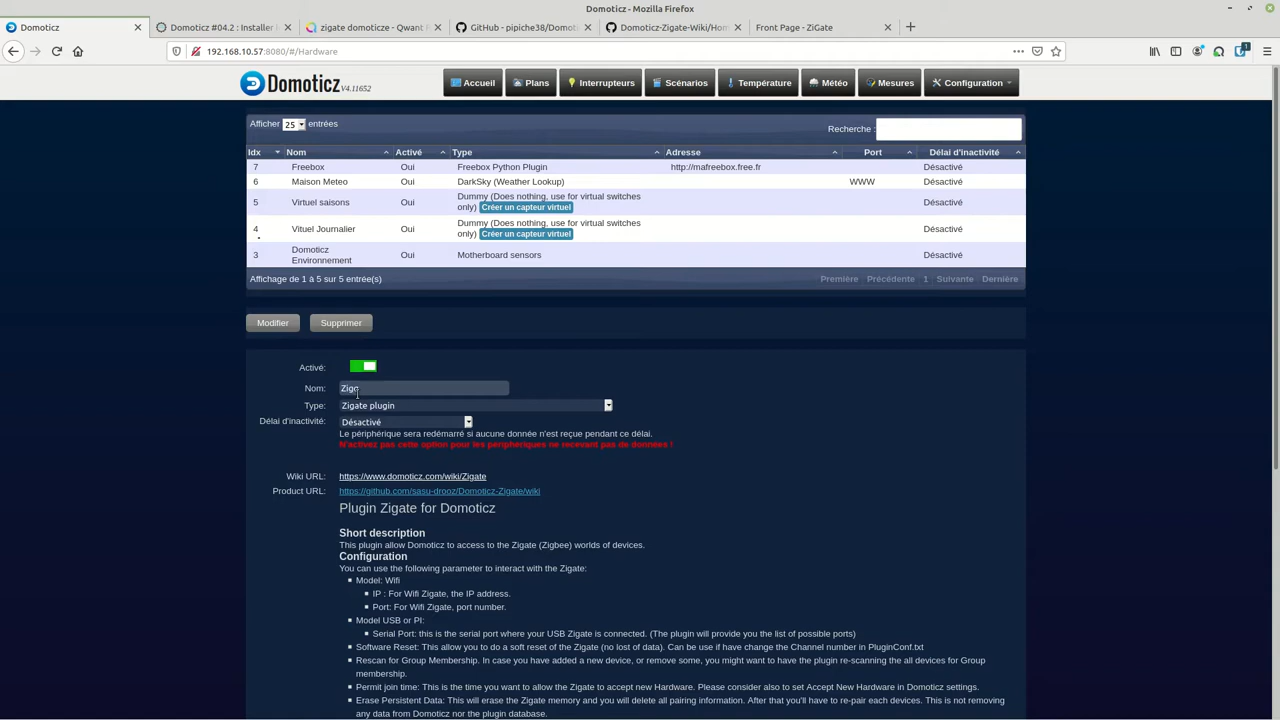 Domoticz - Mozilla Firefox
Domoticz
Domoticz #04.2 : Installer
zigate domoticze - Qwant
GitHub - pipiche38/Domoti
Domoticz-Zigate-Wiki/Hom
Front Page - ZiGate
192.168.10.57:8080/#/Hardware
Domoticz V4.11652
Accueil
Plans
Interrupteurs
Scénarios
Température
Météo
Mesures
Configuration
Afficher 25 entrées
Recherche :
Idx Nom Activé Type Adresse Port Délai d'inactivité
7 Freebox Oui Freebox Python Plugin http://mafreebox.free.fr Désactivé
6 Maison Meteo Oui DarkSky (Weather Lookup) WWW Désactivé
5 Virtuel saisons Oui Dummy (Does nothing, use for virtual switches only) Créer un capteur virtuel Désactivé
4 Vituel Journalier Oui Dummy (Does nothing, use for virtual switches only) Créer un capteur virtuel Désactivé
3 Domoticz Environnement Oui Motherboard sensors Désactivé
Affichage de 1 à 5 sur 5 entrée(s)
Première Précédente 1 Suivante Dernière
Modifier
Supprimer
Activé:
Nom:
Type: Zigate plugin
Délai d'inactivité: Désactivé
Le périphérique sera redémarré si aucune donnée n'est reçue pendant ce délai.
N'activez pas cette option pour les périphériques ne recevant pas de données !
Wiki URL: https://www.domoticz.com/wiki/Zigate
Product URL: https://github.com/sasu-drooz/Domoticz-Zigate/wiki
Plugin Zigate for Domoticz
Short description
This plugin allow Domoticz to access to the Zigate (Zigbee) worlds of devices.
Configuration
You can use the following parameter to interact with the Zigate:
Model: Wifi
IP : For Wifi Zigate, the IP address.
Port: For Wifi Zigate, port number.
Model USB or PI:
Serial Port: this is the serial port where your USB Zigate is connected. (The plugin will provide you the list of possible ports)
Software Reset: This allow you to do a soft reset of the Zigate (no lost of data). Can be use if have change the Channel number in PluginConf.txt
Rescan for Group Membership. In case you have added a new device, or remove some, you might want to have the plugin re-scanning the all devices for Group
membership.
Permit join time: This is the time you want to allow the Zigate to accept new Hardware. Please consider also to set Accept New Hardware in Domoticz settings.
Erase Persistent Data: This will erase the Zigate memory and you will delete all pairing information. After that you'll have to re-pair each devices. This is not removing
any data from Domoticz nor the plugin database.